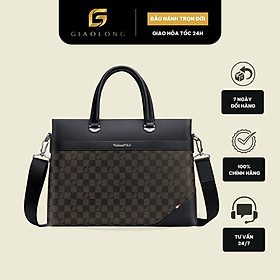 G
GIAOLONG
BẢO HÀNH TRỌN ĐỜI
GIAO HỎA TỐC 24H
7 NGÀY
ĐỔI HÀNG
100%
CHÍNH HÃNG
TƯ VẤN
24/7